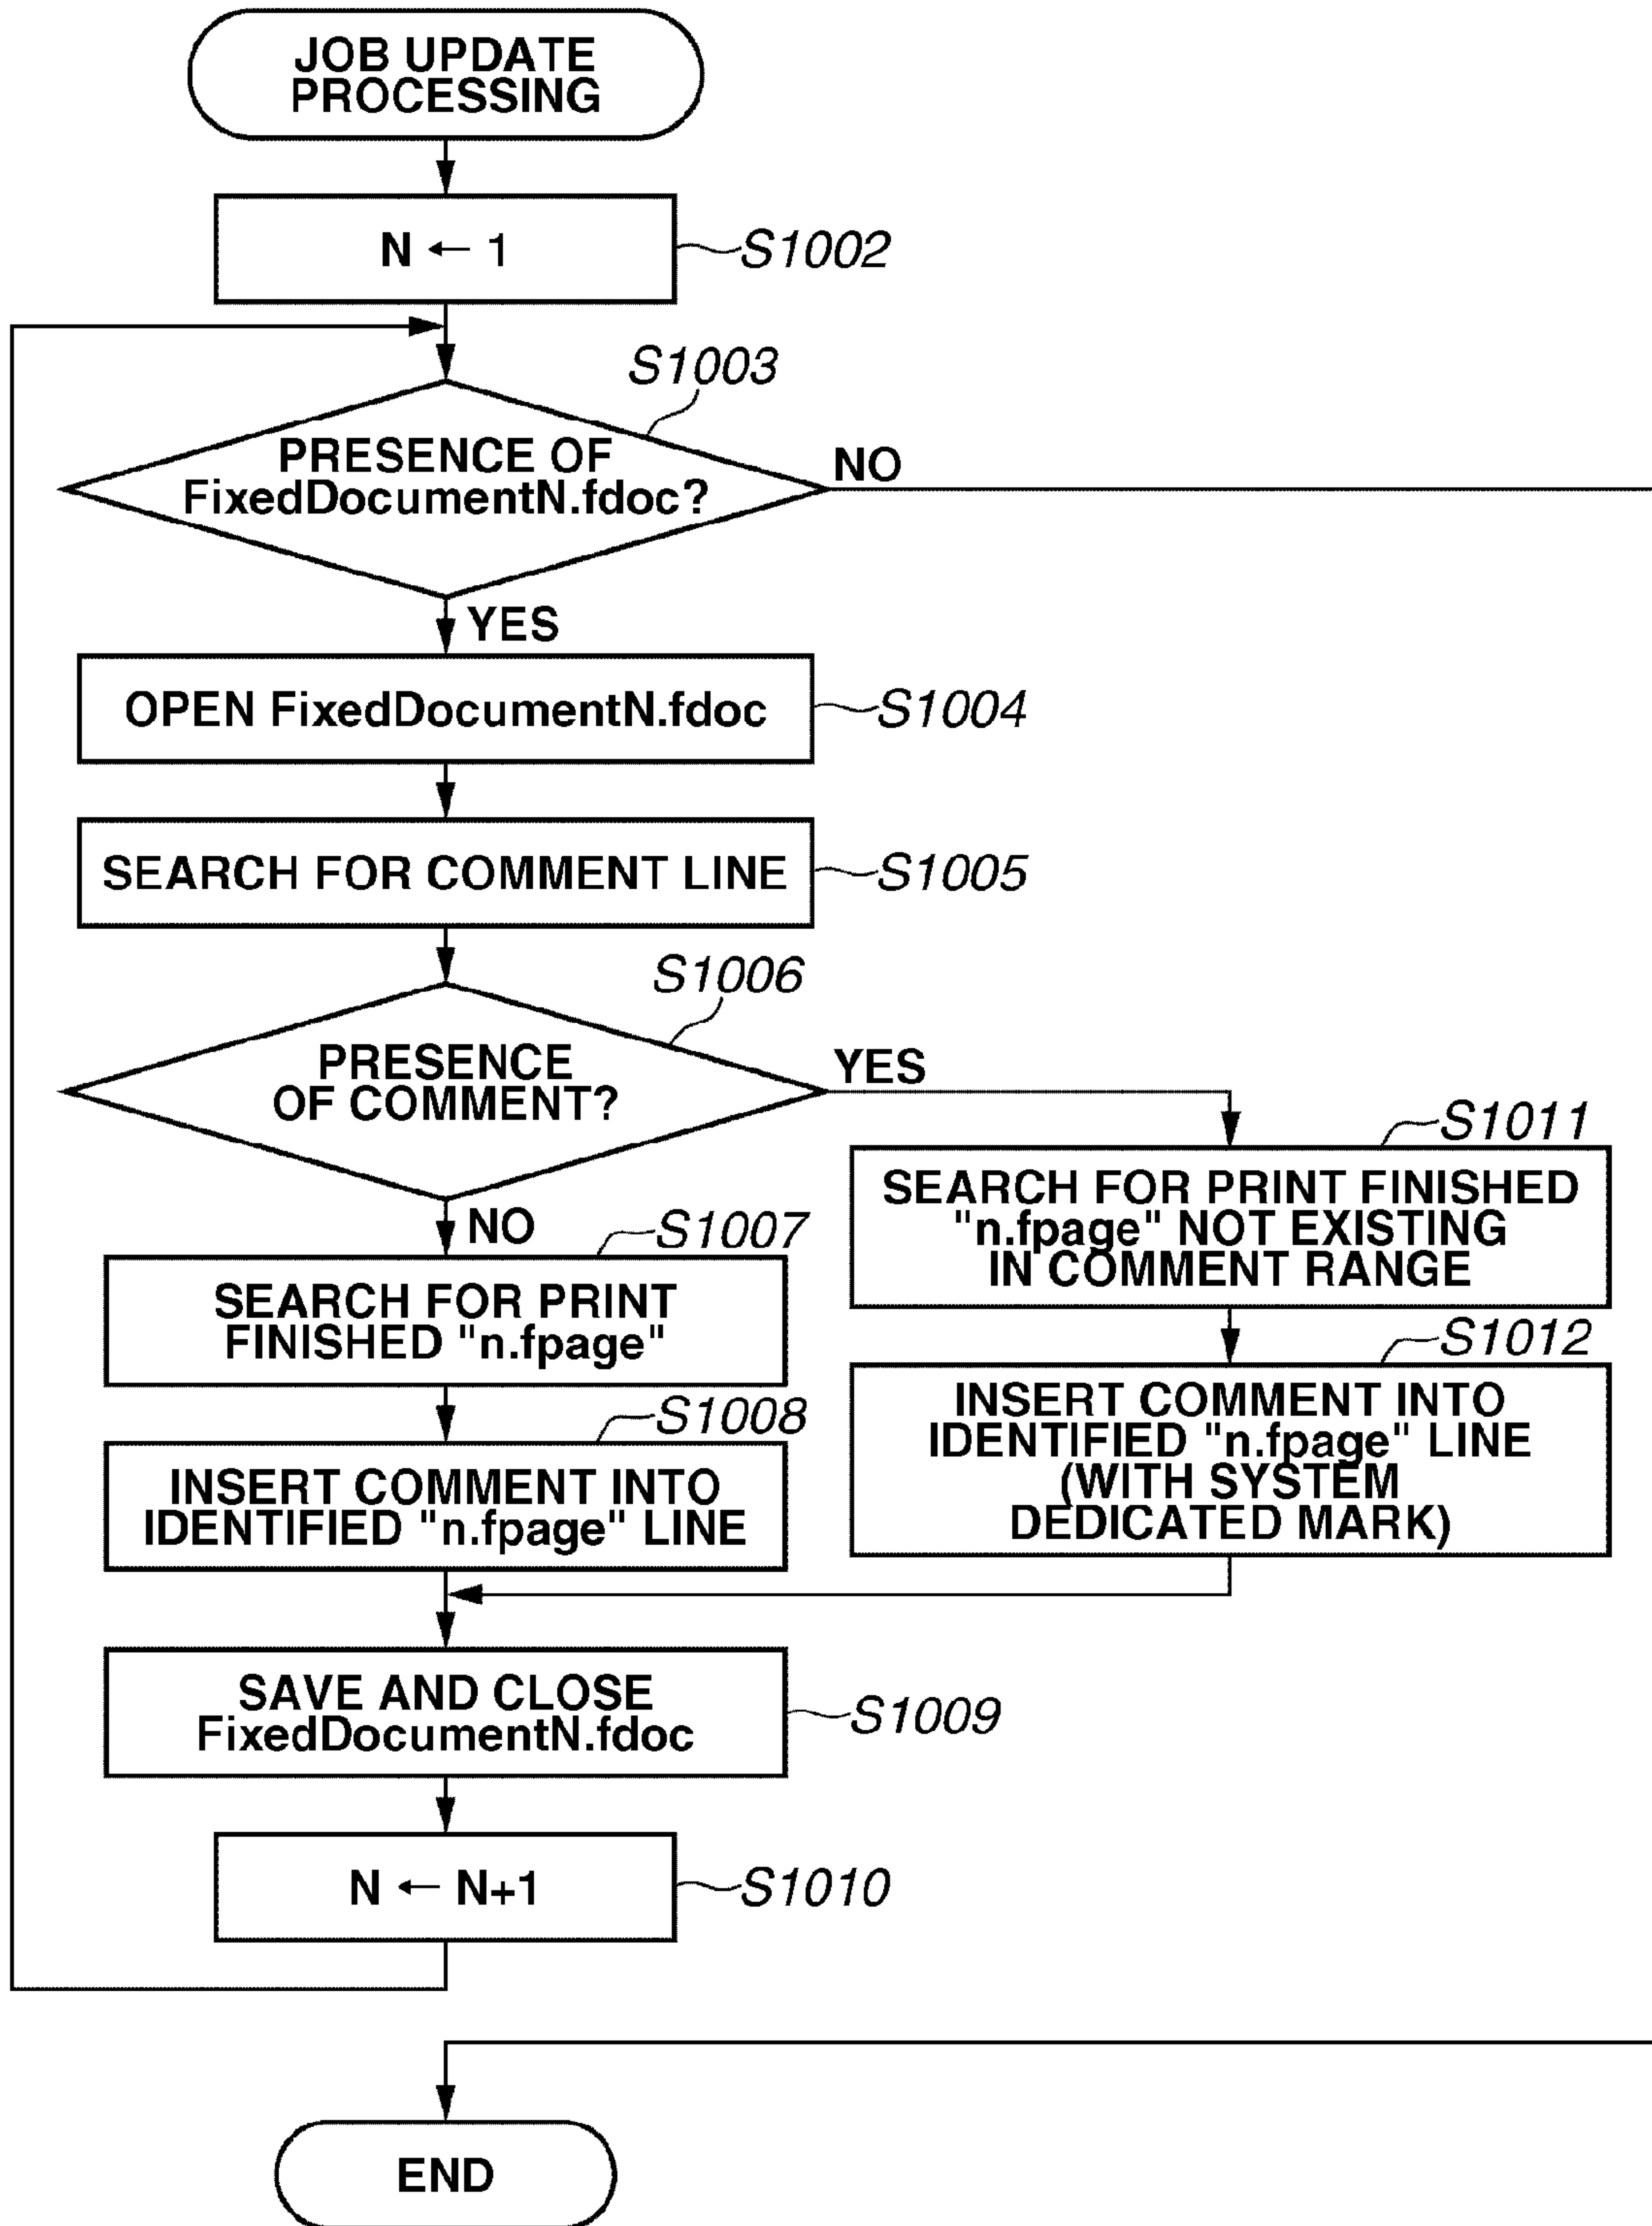 JOB UPDATE
PROCESSING
N ← 1
S1002
S1003
PRESENCE OF
FixedDocumentN.fdoc?
NO
YES
OPEN FixedDocumentN.fdoc
S1004
SEARCH FOR COMMENT LINE
S1005
S1006
PRESENCE
OF COMMENT?
YES
NO
S1011
SEARCH FOR PRINT FINISHED
"n.fpage" NOT EXISTING
IN COMMENT RANGE
S1007
SEARCH FOR PRINT
FINISHED "n.fpage"
S1012
INSERT COMMENT INTO
IDENTIFIED "n.fpage" LINE
(WITH SYSTEM
DEDICATED MARK)
S1008
INSERT COMMENT INTO
IDENTIFIED "n.fpage" LINE
SAVE AND CLOSE
FixedDocumentN.fdoc
S1009
N ← N+1
S1010
END